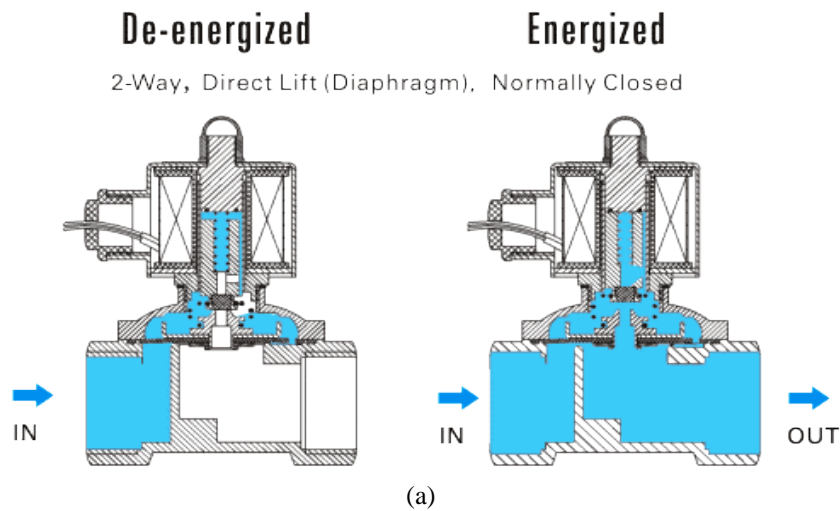 De-energized Energized
2-Way, Direct Lift (Diaphragm), Normally Closed
IN IN OUT
(a)